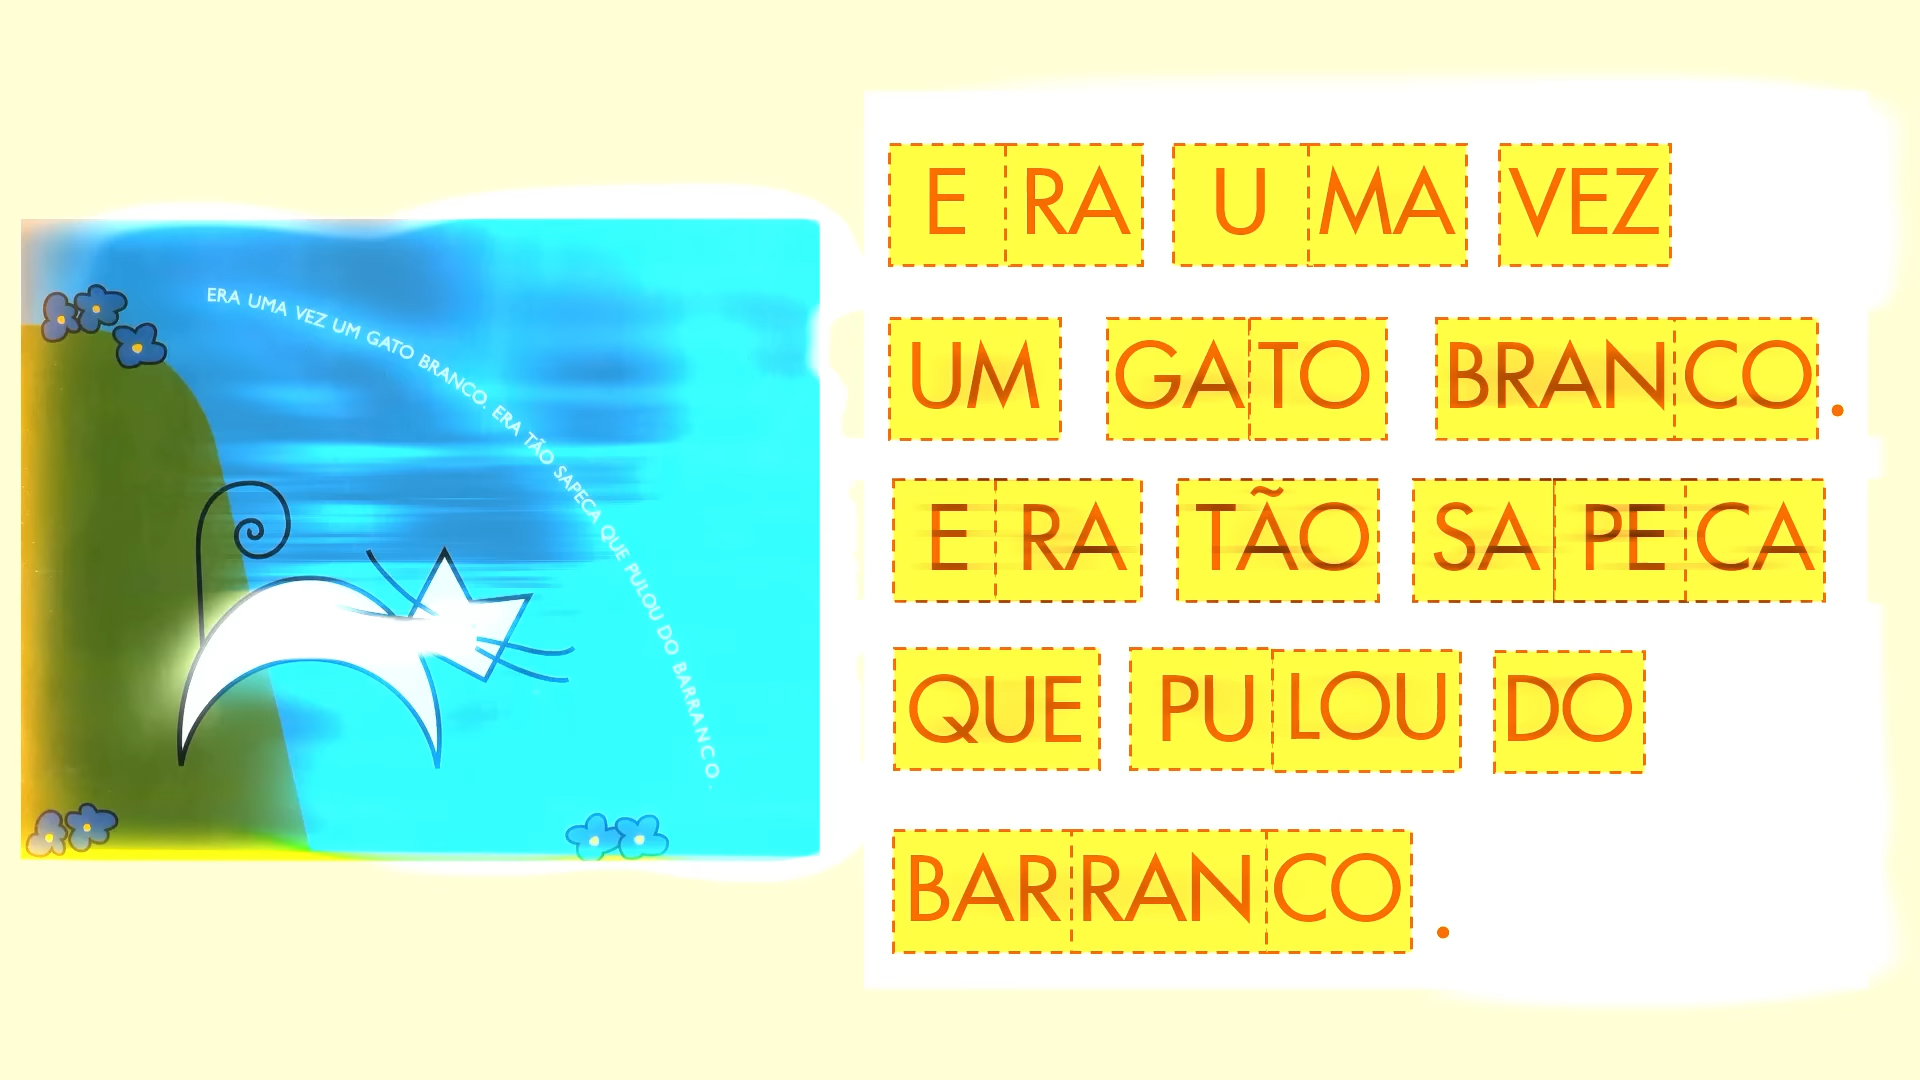 ERA UMA VEZ UM GATO BRANCO. ERA TÃO SAPECA QUE PULOU DO BARRANCO.
E RA U MA VEZ
UM GA TO BRAN CO.
E RA TÃO SA PE CA
QUE PU LOU DO
BAR RAN CO.